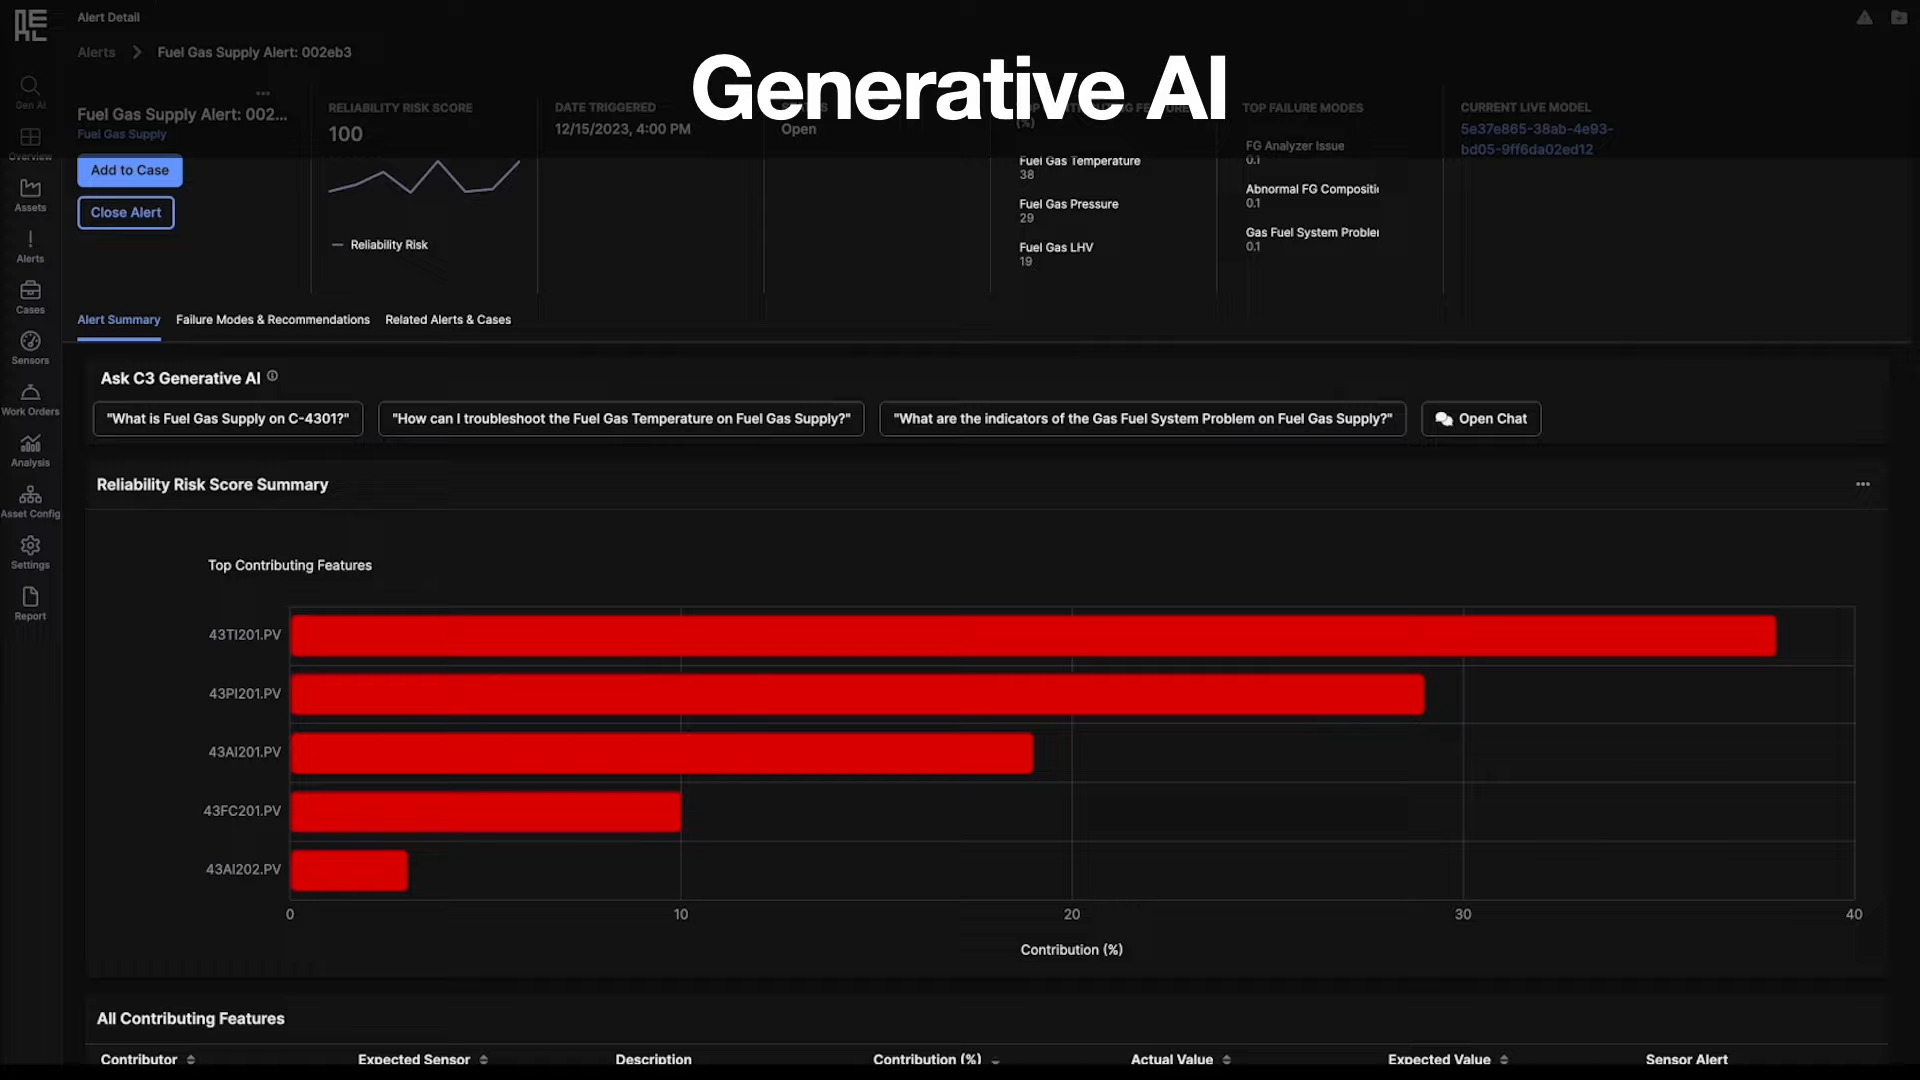 Alert Detail
Alerts > Fuel Gas Supply Alert: 002eb3
Generative AI
Gen AI
Overview
Assets
Alerts
Cases
Sensors
Work Orders
Analysis
Asset Config
Settings
Report
Fuel Gas Supply Alert: 002...
Fuel Gas Supply
Add to Case
Close Alert
RELIABILITY RISK SCORE
100
Reliability Risk
DATE TRIGGERED
12/15/2023, 4:00 PM
Open
(%)
Fuel Gas Temperature
38
Fuel Gas Pressure
29
Fuel Gas LHV
19
TOP FAILURE MODES
FG Analyzer Issue
0.1
Abnormal FG Compositi
0.1
Gas Fuel System Probler
0.1
CURRENT LIVE MODEL
5e37e865-38ab-4e93-
bd05-9ff6da02ed12
Alert Summary Failure Modes & Recommendations Related Alerts & Cases
Ask C3 Generative AI
"What is Fuel Gas Supply on C-4301?" "How can I troubleshoot the Fuel Gas Temperature on Fuel Gas Supply?" "What are the indicators of the Gas Fuel System Problem on Fuel Gas Supply?" Open Chat
Reliability Risk Score Summary
Top Contributing Features
43TI201.PV
43PI201.PV
43AI201.PV
43FC201.PV
43AI202.PV
0 10 20 30 40
Contribution (%)
All Contributing Features
Contributor Expected Sensor Description Contribution (%) Actual Value Expected Value Sensor Alert